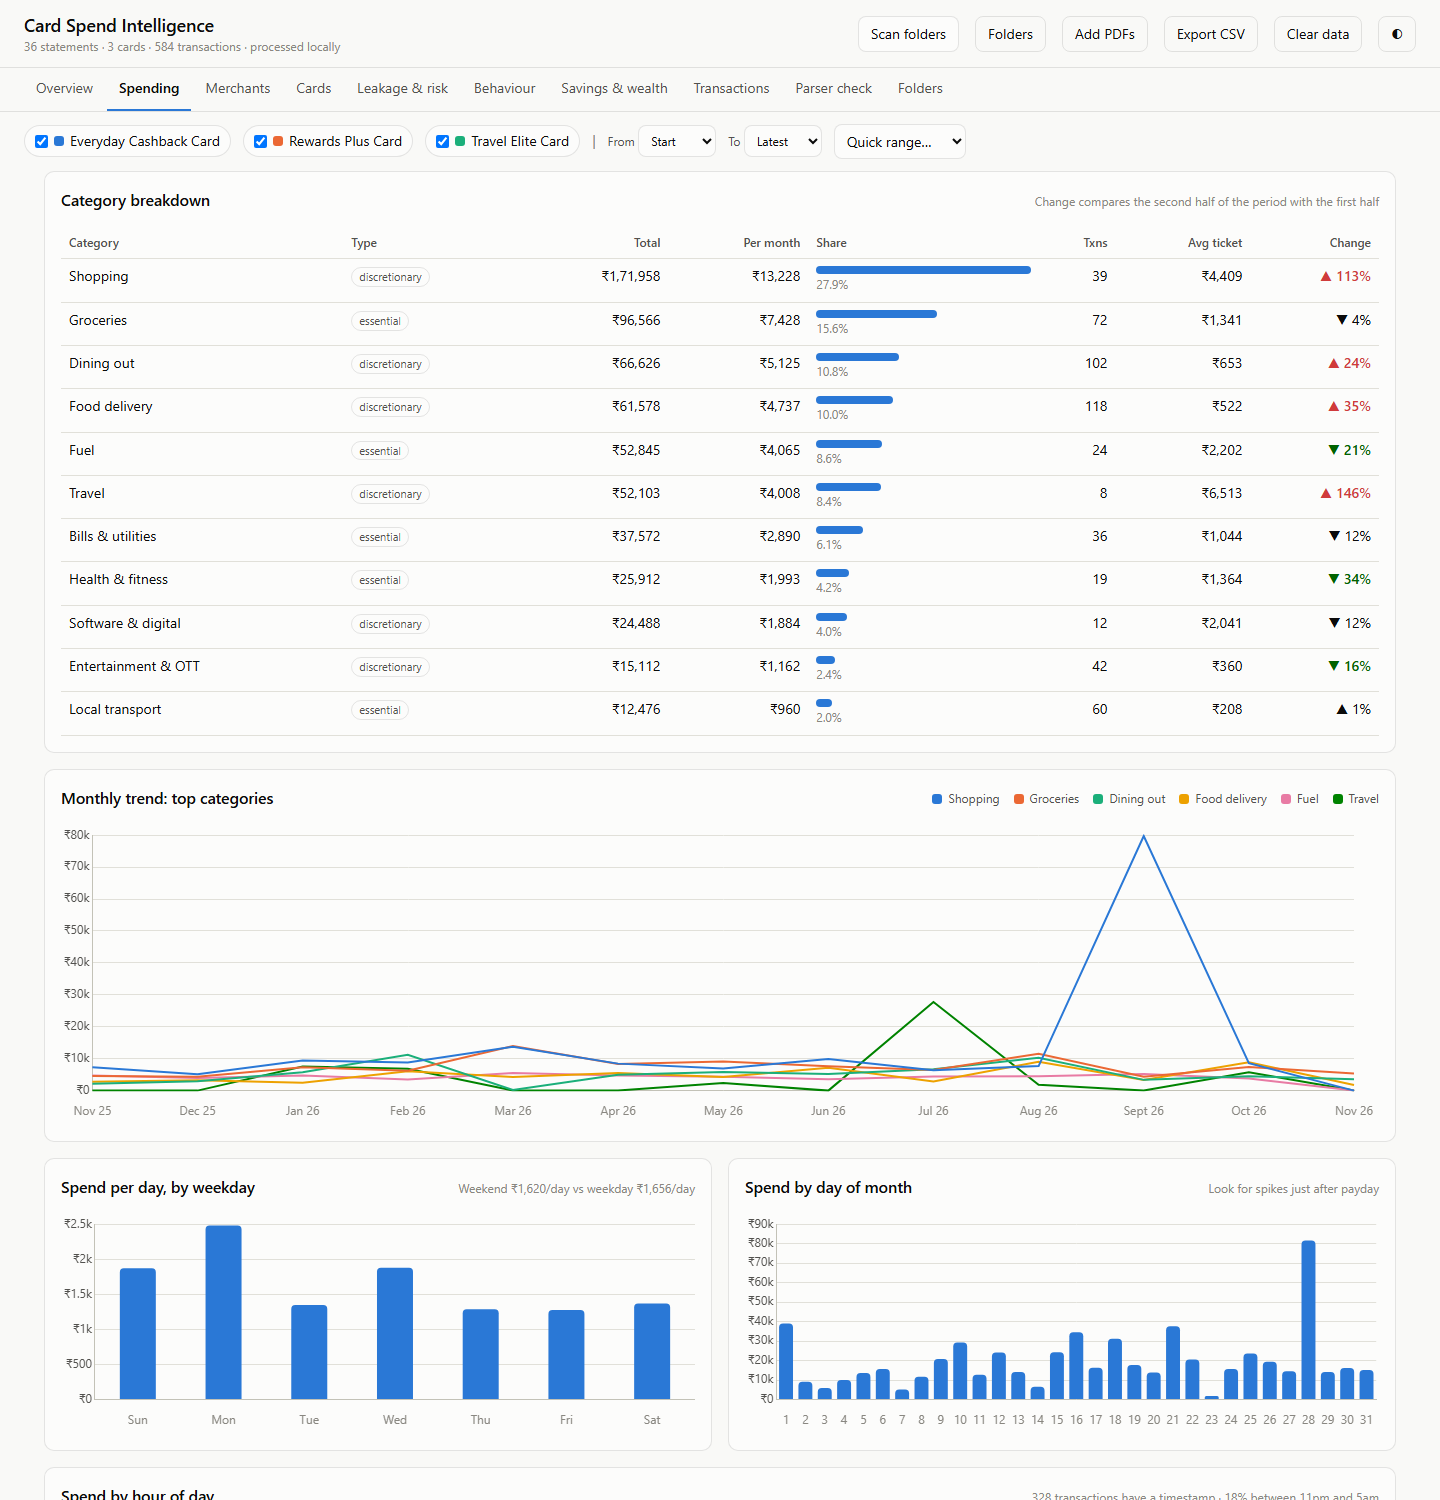 Card Spend Intelligence
36 statements · 3 cards · 584 transactions · processed locally
Scan folders Folders Add PDFs Export CSV Clear data
Overview Spending Merchants Cards Leakage & risk Behaviour Savings & wealth Transactions Parser check Folders
Everyday Cashback Card Rewards Plus Card Travel Elite Card | From Start To Latest Quick range...
Category breakdown Change compares the second half of the period with the first half
Category Type Total Per month Share Txns Avg ticket Change
Shopping discretionary ₹1,71,958 ₹13,228 27.9% 39 ₹4,409 ▲ 113%
Groceries essential ₹96,566 ₹7,428 15.6% 72 ₹1,341 ▼ 4%
Dining out discretionary ₹66,626 ₹5,125 10.8% 102 ₹653 ▲ 24%
Food delivery discretionary ₹61,578 ₹4,737 10.0% 118 ₹522 ▲ 35%
Fuel essential ₹52,845 ₹4,065 8.6% 24 ₹2,202 ▼ 21%
Travel discretionary ₹52,103 ₹4,008 8.4% 8 ₹6,513 ▲ 146%
Bills & utilities essential ₹37,572 ₹2,890 6.1% 36 ₹1,044 ▼ 12%
Health & fitness essential ₹25,912 ₹1,993 4.2% 19 ₹1,364 ▼ 34%
Software & digital discretionary ₹24,488 ₹1,884 4.0% 12 ₹2,041 ▼ 12%
Entertainment & OTT discretionary ₹15,112 ₹1,162 2.4% 42 ₹360 ▼ 16%
Local transport essential ₹12,476 ₹960 2.0% 60 ₹208 ▲ 1%
Monthly trend: top categories Shopping Groceries Dining out Food delivery Fuel Travel
₹80k
₹70k
₹60k
₹50k
₹40k
₹30k
₹20k
₹10k
₹0
Nov 25 Dec 25 Jan 26 Feb 26 Mar 26 Apr 26 May 26 Jun 26 Jul 26 Aug 26 Sept 26 Oct 26 Nov 26
Spend per day, by weekday Weekend ₹1,620/day vs weekday ₹1,656/day
₹2.5k
₹2k
₹1.5k
₹1k
₹500
₹0
Sun Mon Tue Wed Thu Fri Sat
Spend by day of month Look for spikes just after payday
₹90k
₹80k
₹70k
₹60k
₹50k
₹40k
₹30k
₹20k
₹10k
₹0
1 2 3 4 5 6 7 8 9 10 11 12 13 14 15 16 17 18 19 20 21 22 23 24 25 26 27 28 29 30 31
Spend by hour of day 328 transactions have a timestamp · 18% between 11pm and 5am